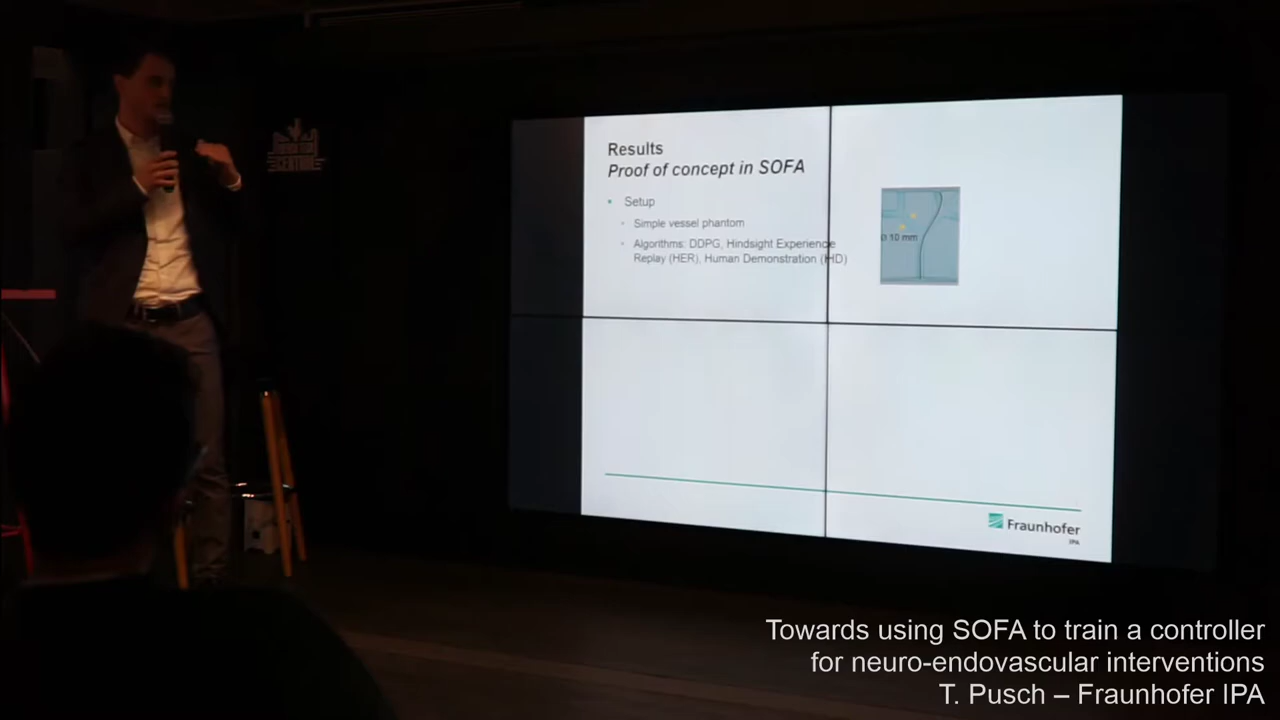 Results
Proof of concept in SOFA
Setup
Simple vessel phantom
Algorithms: DDPG, Hindsight Experience
Replay (HER), Human Demonstration (HD)
10 mm
Fraunhofer
IPA
CENTRAL
Towards using SOFA to train a controller
for neuro-endovascular interventions
T. Pusch – Fraunhofer IPA